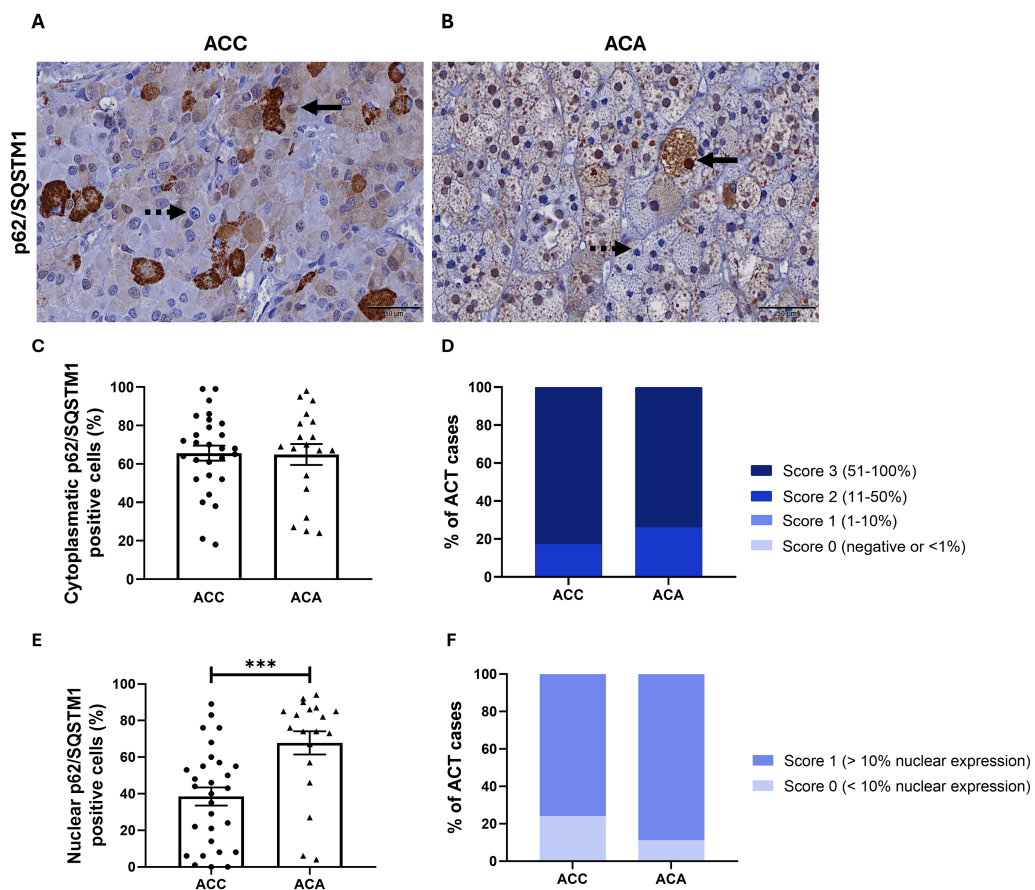 A
B
ACC
ACA
p62/SQSTM1
50 µm
50 µm
C
D
Cytoplasmatic p62/SQSTM1
positive cells (%)
100
80
60
40
20
0
ACC
ACA
% of ACT cases
100
80
60
40
20
0
ACC
ACA
Score 3 (51-100%)
Score 2 (11-50%)
Score 1 (1-10%)
Score 0 (negative or <1%)
E
F
Nuclear p62/SQSTM1
positive cells (%)
***
100
80
60
40
20
0
ACC
ACA
% of ACT cases
100
80
60
40
20
0
ACC
ACA
Score 1 (> 10% nuclear expression)
Score 0 (< 10% nuclear expression)